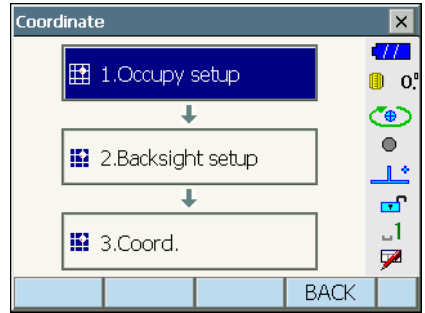 Coordinate
1.Occupy setup
0."
2.Backsight setup
3.Coord.
1
BACK